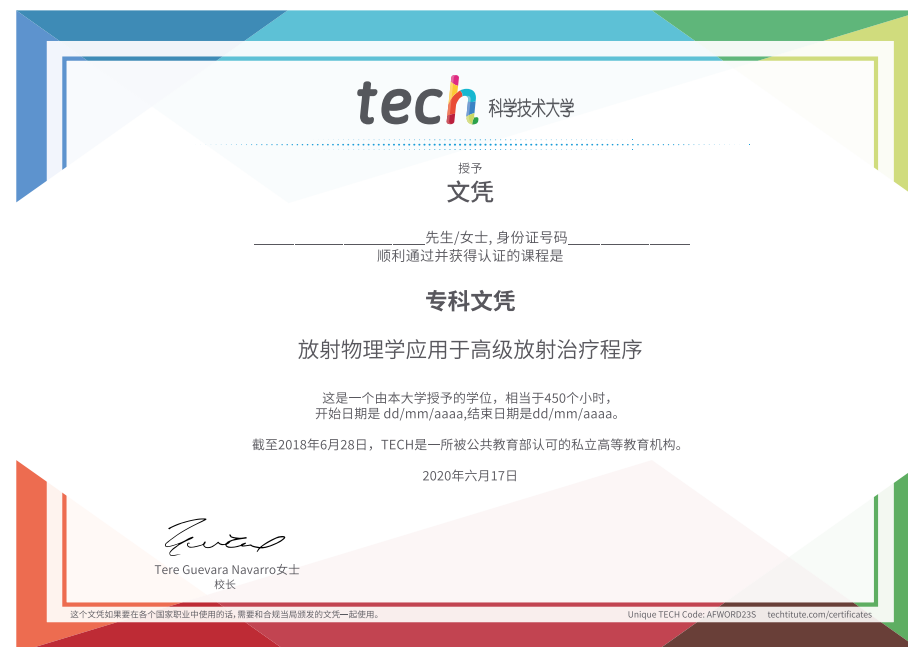 tech 科学技术大学
授予
文凭
先生/女士, 身份证号码
顺利通过并获得认证的课程是
专科文凭
放射物理学应用于高级放射治疗程序
这是一个由本大学授予的学位，相当于450个小时，
开始日期是 dd/mm/aaaa,结束日期是dd/mm/aaaa。
截至2018年6月28日，TECH是一所被公共教育部认可的私立高等教育机构。
2020年六月17日
Tere Guevara Navarro女士
校长
这个文凭如果要在各个国家职业中使用的话,需要和合规当局颁发的文凭一起使用。
Unique TECH Code: AFWORD23S techtitute.com/certificates